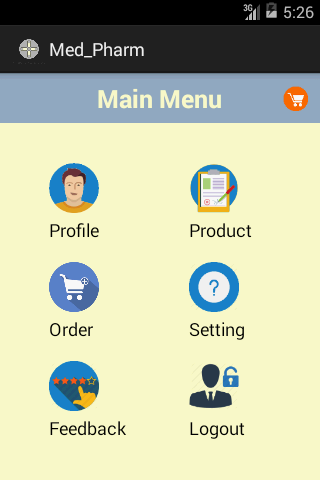 3G 5:26
Med_Pharm
Main Menu
Profile Product
?
Order Setting
Feedback Logout